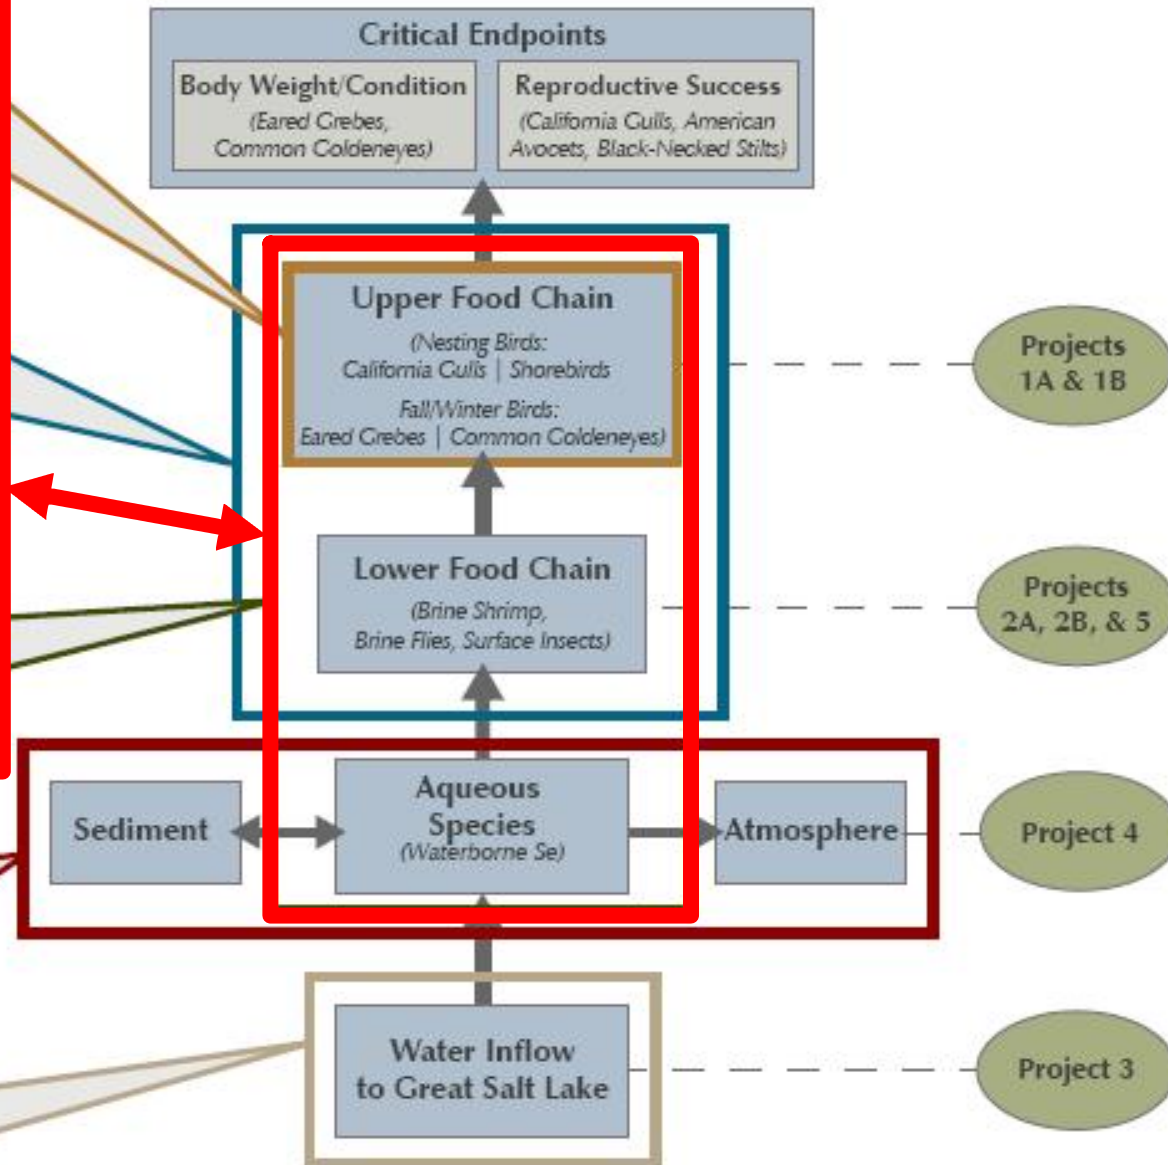 Critical Endpoints
Body Weight/Condition
(Eared Grebes,
Common Goldeneyes)
Reproductive Success
(California Gulls, American
Avocets, Black-Necked Stilts)
Upper Food Chain
(Nesting Birds:
California Gulls | Shorebirds
Fall/Winter Birds:
Eared Grebes | Common Goldeneyes)
Projects
1A & 1B
Lower Food Chain
(Brine Shrimp,
Brine Flies, Surface Insects)
Projects
2A, 2B, & 5
Sediment
Aqueous
Species
(Waterborne Se)
Atmosphere
Project 4
Water Inflow
to Great Salt Lake
Project 3